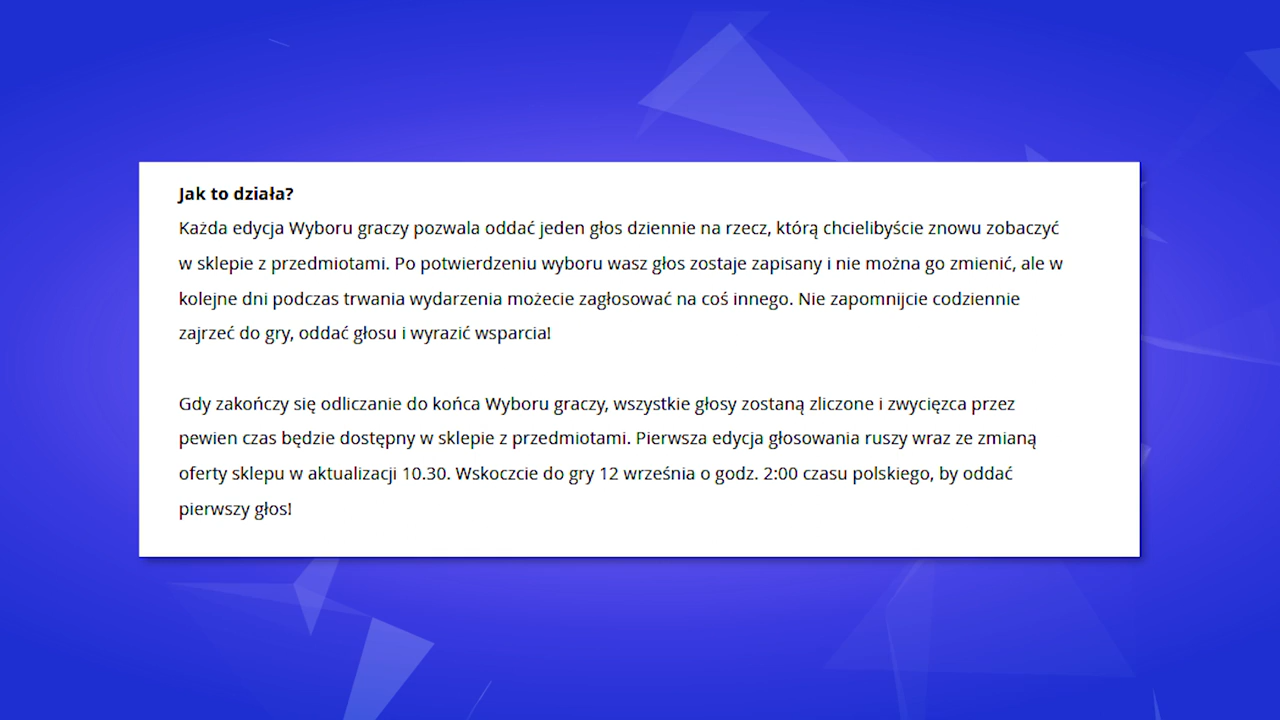 Jak to działa?
Każda edycja Wyboru graczy pozwala oddać jeden głos dziennie na rzecz, którą chcielibyście znowu zobaczyć
w sklepie z przedmiotami. Po potwierdzeniu wyboru wasz głos zostaje zapisany i nie można go zmienić, ale w
kolejne dni podczas trwania wydarzenia możecie zagłosować na coś innego. Nie zapomnijcie codziennie
zajrzeć do gry, oddać głosu i wyrazić wsparcia!
Gdy zakończy się odliczanie do końca Wyboru graczy, wszystkie głosy zostaną zliczone i zwycięzca przez
pewien czas będzie dostępny w sklepie z przedmiotami. Pierwsza edycja głosowania ruszy wraz ze zmianą
oferty sklepu w aktualizacji 10.30. Wskoczcie do gry 12 września o godz. 2:00 czasu polskiego, by oddać
pierwszy głos!